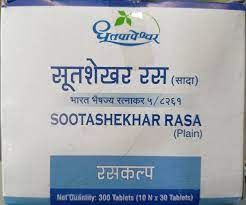 धूतपापेश्वर
सूतशेखर रस (सादा)
भारत भैषज्य रत्नाकर ५/८२६१
SOOTASHEKHAR RASA
(Plain)
रसकल्प
Net Quantity: 300 Tablets (10 N x 30 Tablets)